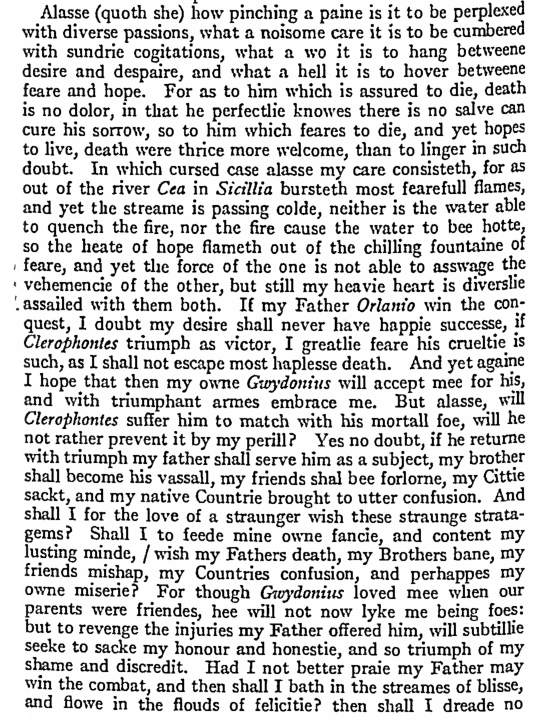 Alasse (quoth she) how pinching a paine is it to be perplexed
with diverse passions, what a noisome care it is to be cumbered
with sundrie cogitations, what a wo it is to hang betweene
desire and despaire, and what a hell it is to hover betweene
feare and hope. For as to him which is assured to die, death
is no dolor, in that he perfectlie knowes there is no salve can
cure his sorrow, so to him which feares to die, and yet hopes
to live, death were thrice more welcome, than to linger in such
doubt. In which cursed case alasse my care consisteth, for as
out of the river Cea in Sicillia bursteth most fearefull flames,
and yet the streame is passing colde, neither is the water able
to quench the fire, nor the fire cause the water to bee hotte,
so the heate of hope flameth out of the chilling fountaine of
feare, and yet the force of the one is not able to asswage the
vehemencie of the other, but still my heavie heart is diverslie
assailed with them both. If my Father Orlanio win the con-
quest, I doubt my desire shall never have happie successe, if
Clerophontes triumph as victor, I greatlie feare his crueltie is
such, as I shall not escape most haplesse death. And yet againe
I hope that then my owne Gwydonius will accept mee for his,
and with triumphant armes embrace me. But alasse, will
Clerophontes suffer him to match with his mortall foe, will he
not rather prevent it by my perill? Yes no doubt, if he returne
with triumph my father shall serve him as a subject, my brother
shall become his vassall, my friends shal bee forlorne, my Cittie
sackt, and my native Countrie brought to utter confusion. And
shall I for the love of a straunger wish these straunge strata-
gems? Shall I to feede mine owne fancie, and content my
lusting minde, / wish my Fathers death, my Brothers bane, my
friends mishap, my Countries confusion, and perhappes my
owne miserie? For though Gwydonius loved mee when our
parents were friendes, hee will not now lyke me being foes:
but to revenge the injuries my Father offered him, will subtillie
seeke to sacke my honour and honestie, and so triumph of my
shame and discredit. Had I not better praie my Father may
win the combat, and then shall I bath in the streames of blisse,
and flowe in the flouds of felicitie? then shall I dreade no